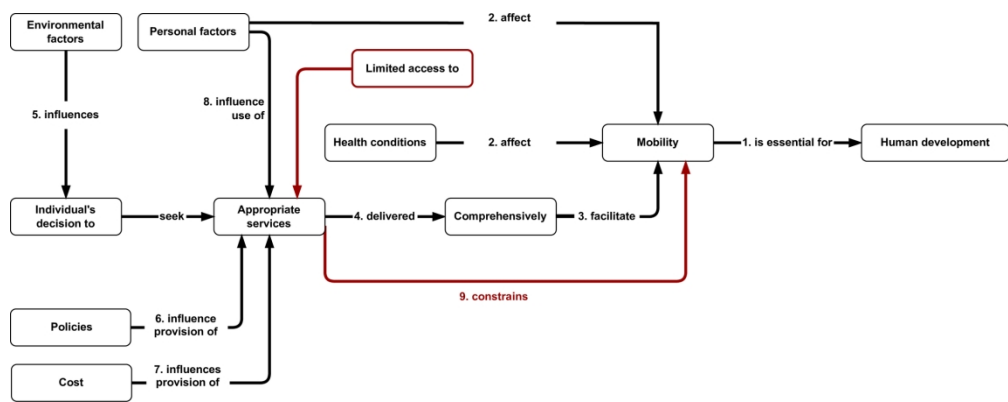 Environmental
factors
Personal factors
2. affect
Limited access to
5. influences
8. influence
use of
Health conditions
2. affect
Mobility
1. is essential for
Human development
Individual's
decision to
seek
Appropriate
services
4. delivered
Comprehensively
3. facilitate
9. constrains
Policies
6. influence
provision of
Cost
7. influences
provision of